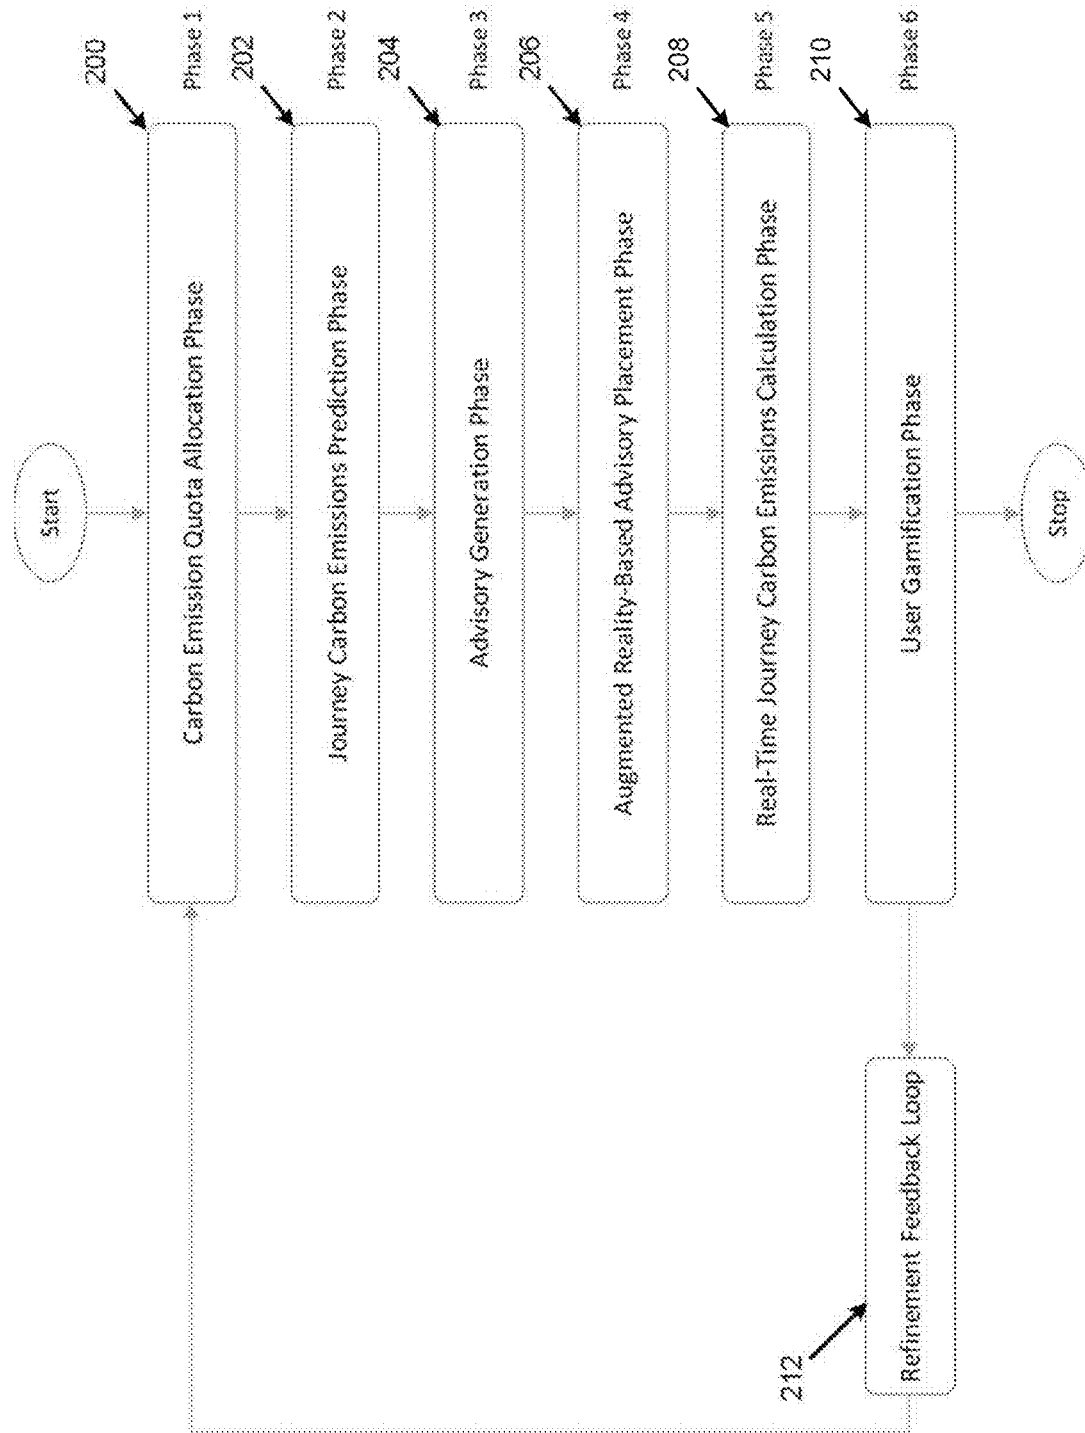 Start
200
Carbon Emission Quota Allocation Phase
Phase 1
202
Journey Carbon Emissions Prediction Phase
Phase 2
204
Advisory Generation Phase
Phase 3
206
Augmented Reality-Based Advisory Placement Phase
Phase 4
208
Real-Time Journey Carbon Emissions Calculation Phase
Phase 5
210
User Gamification Phase
Phase 6
212
Refinement Feedback Loop
Stop